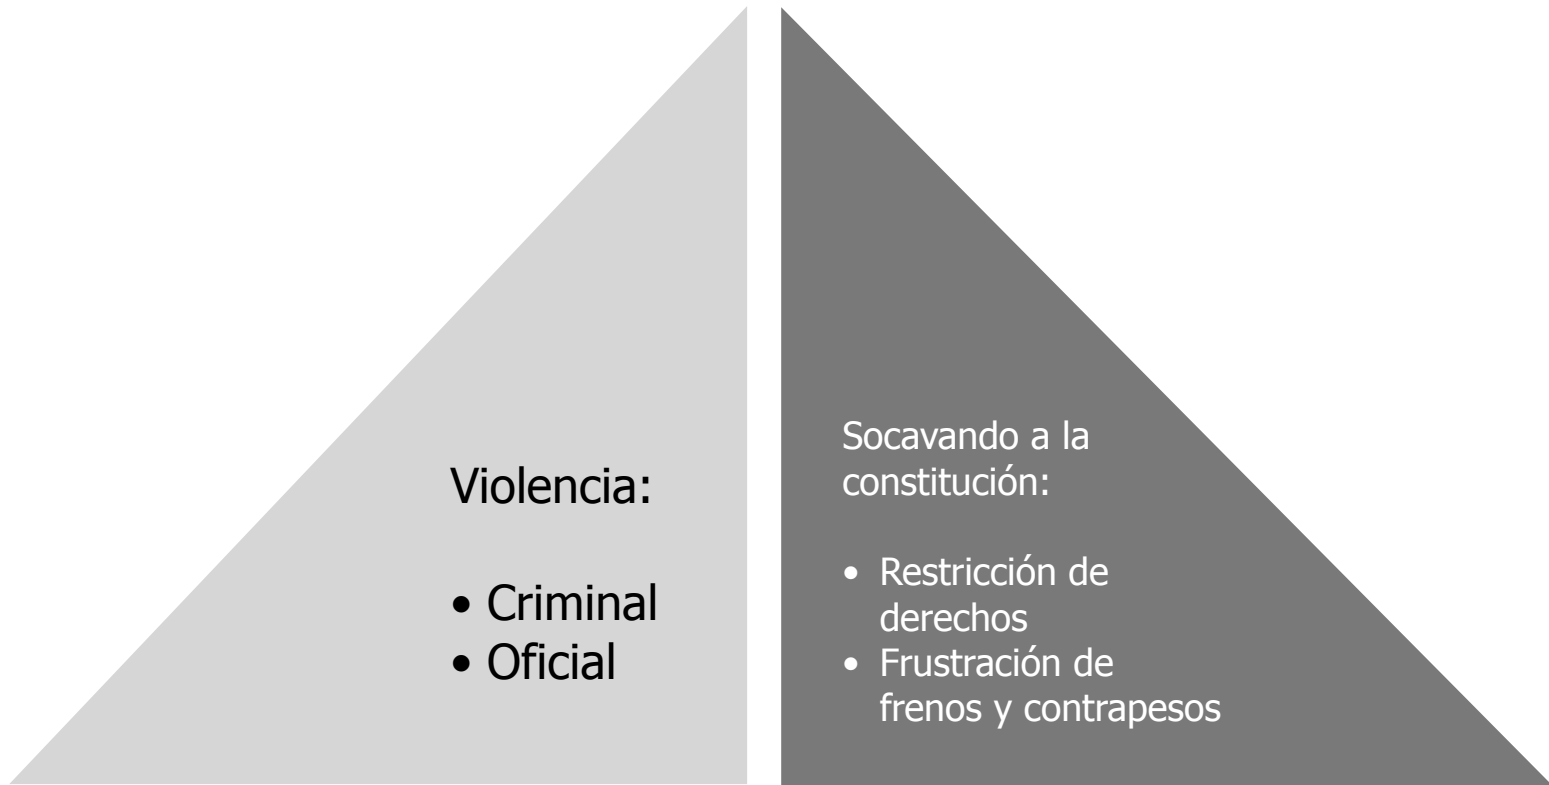 Violencia:
• Criminal
• Oficial
Socavando a la
constitución:
• Restricción de
derechos
• Frustración de
frenos y contrapesos